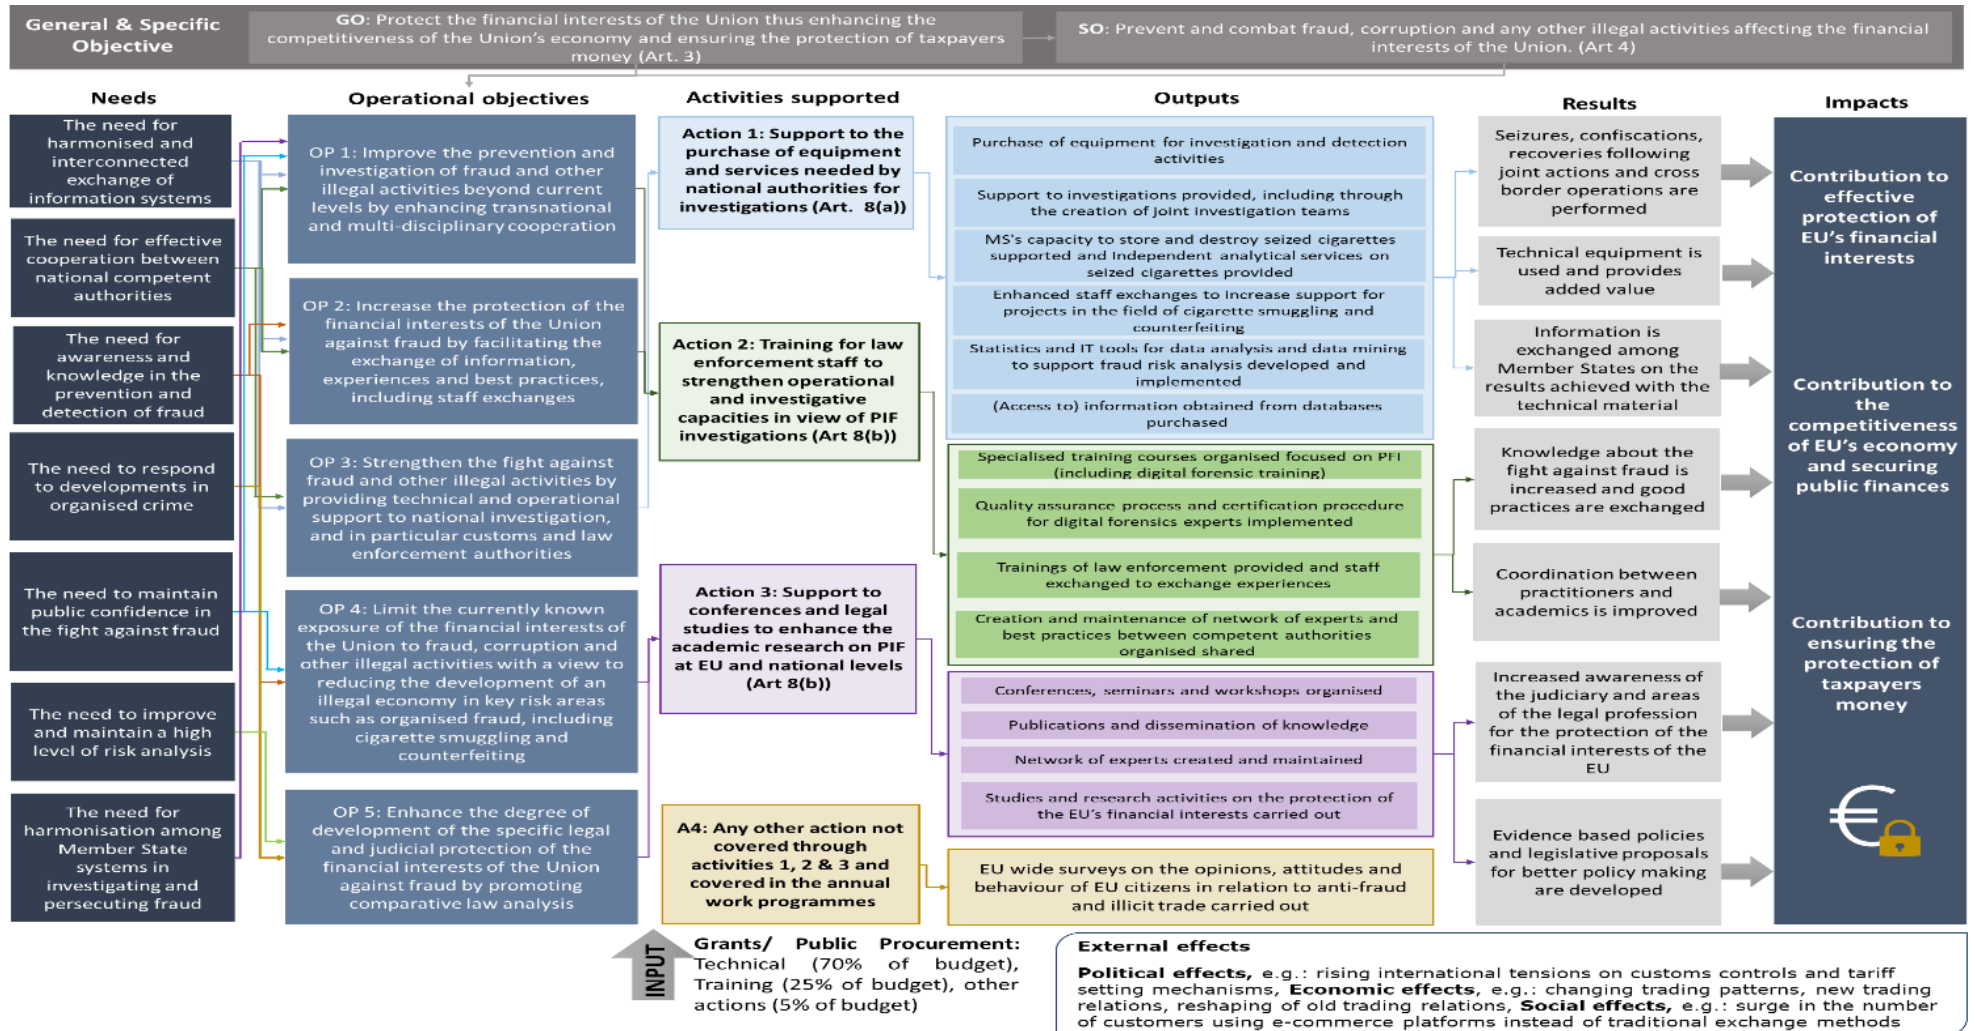 General & Specific
Objective
GO: Protect the financial interests of the Union thus enhancing the
competitiveness of the Union's economy and ensuring the protection of taxpayers
money (Art. 3)
SO: Prevent and combat fraud, corruption and any other illegal activities affecting the financial
interests of the Union. (Art 4)
Needs
The need for
harmonised and
interconnected
exchange of
information systems
The need for effective
cooperation between
national competent
authorities
The need for
awareness and
knowledge in the
prevention and
detection of fraud
The need to respond
to developments in
organised crime
The need to maintain
public confidence in
the fight against fraud
The need to improve
and maintain a high
level of risk analysis
The need for
harmonisation among
Member State
systems in
investigating and
persecuting fraud
Operational objectives
OP 1: Improve the prevention and
investigation of fraud and other
illegal activities beyond current
levels by enhancing transnational
and multi-disciplinary cooperation
OP 2: Increase the protection of the
financial interests of the Union
against fraud by facilitating the
exchange of information,
experiences and best practices,
including staff exchanges
OP 3: Strengthen the fight against
fraud and other illegal activities by
providing technical and operational
support to national investigation,
and in particular customs and law
enforcement authorities
OP 4: Limit the currently known
exposure of the financial interests of
the Union to fraud, corruption and
other illegal activities with a view to
reducing the development of an
illegal economy in key risk areas
such as organised fraud, including
cigarette smuggling and
counterfeiting
OP 5: Enhance the degree of
development of the specific legal
and judicial protection of the
financial interests of the Union
against fraud by promoting
comparative law analysis
Activities supported
Action 1: Support to the
purchase of equipment
and services needed by
national authorities for
investigations (Art. 8(a))
Action 2: Training for law
enforcement staff to
strengthen operational
and investigative
capacities in view of PIF
investigations (Art 8(b))
Action 3: Support to
conferences and legal
studies to enhance the
academic research on PIF
at EU and national levels
(Art 8(b))
A4: Any other action not
covered through
activities 1, 2 & 3 and
covered in the annual
work programmes
Outputs
Purchase of equipment for investigation and detection
activities
Support to investigations provided, including through
the creation of joint investigation teams
MS's capacity to store and destroy seized cigarettes
supported and Independent analytical services on
seized cigarettes provided
Enhanced staff exchanges to Increase support for
projects in the field of cigarette smuggling and
counterfeiting
Statistics and IT tools for data analysis and data mining
to support fraud risk analysis developed and
implemented
(Access to) information obtained from databases
purchased
Specialised training courses organised focused on PFI
(including digital forensic training)
Quality assurance process and certification procedure
for digital forensics experts implemented
Trainings of law enforcement provided and staff
exchanged to exchange experiences
Creation and maintenance of network of experts and
best practices between competent authorities
organised shared
Conferences, seminars and workshops organised
Publications and dissemination of knowledge
Network of experts created and maintained
Studies and research activities on the protection of
the EU's financial interests carried out
EU wide surveys on the opinions, attitudes and
behaviour of EU citizens in relation to anti-fraud
and illicit trade carried out
Results
Seizures, confiscations,
recoveries following
joint actions and cross
border operations are
performed
Technical equipment is
used and provides
added value
Information is
exchanged among
Member States on the
results achieved with the
technical material
Knowledge about the
fight against fraud is
increased and good
practices are exchanged
Coordination between
practitioners and
academics is improved
Increased awareness of
the judiciary and areas
of the legal profession
for the protection of the
financial interests of the
EU
Evidence based policies
and legislative proposals
for better policy making
are developed
Impacts
Contribution to
effective
protection of
EU's financial
interests
Contribution to
the
competitiveness
of EU's economy
and securing
public finances
Contribution to
ensuring the
protection of
taxpayers
money
€
INPUT
Grants/ Public Procurement:
Technical (70% of budget),
Training (25% of budget), other
actions (5% of budget)
External effects
Political effects, e.g.: rising international tensions on customs controls and tariff
setting mechanisms, Economic effects, e.g.: changing trading patterns, new trading
relations, reshaping of old trading relations, Social effects, e.g.: surge in the number
of customers using e-commerce platforms instead of traditional exchange methods